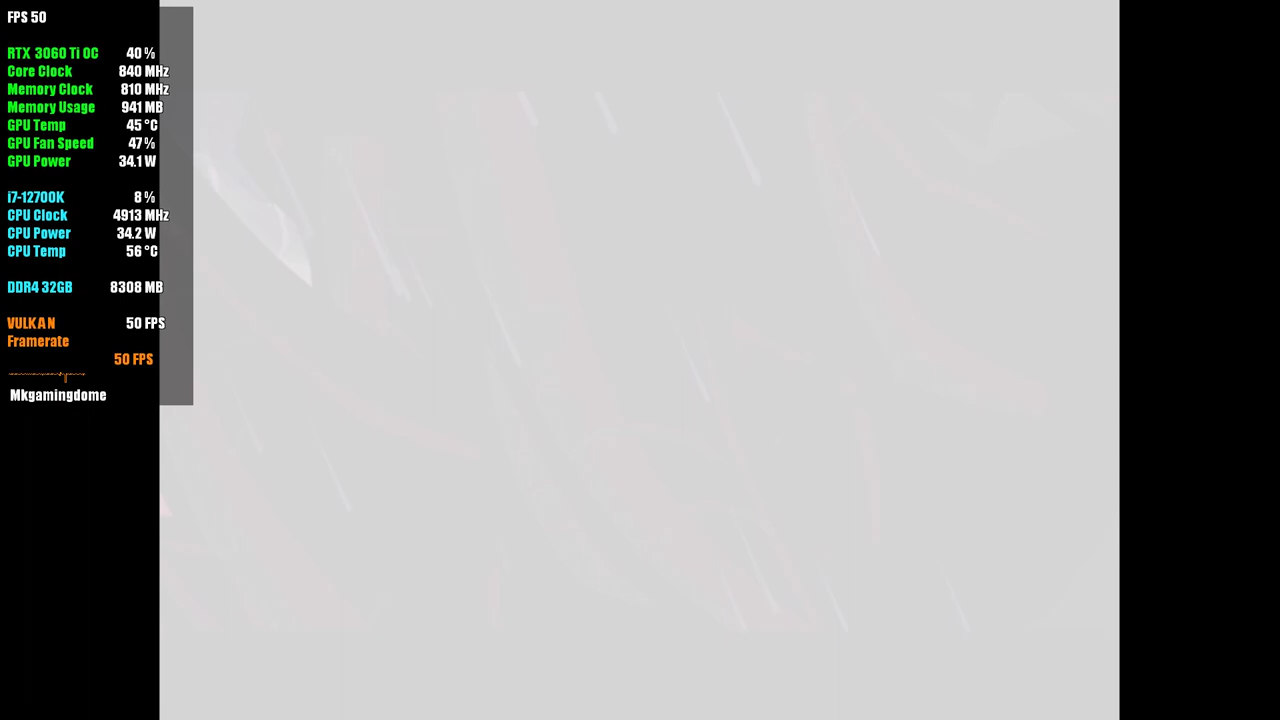 FPS 50
RTX 3060 Ti OC 40 %
Core Clock 840 MHz
Memory Clock 810 MHz
Memory Usage 941 MB
GPU Temp 45 °C
GPU Fan Speed 47 %
GPU Power 34.1 W
i7-12700K 8 %
CPU Clock 4913 MHz
CPU Power 34.2 W
CPU Temp 56 °C
DDR4 32GB 8308 MB
VULKAN 50 FPS
Framerate
50 FPS
Mkgamingdome